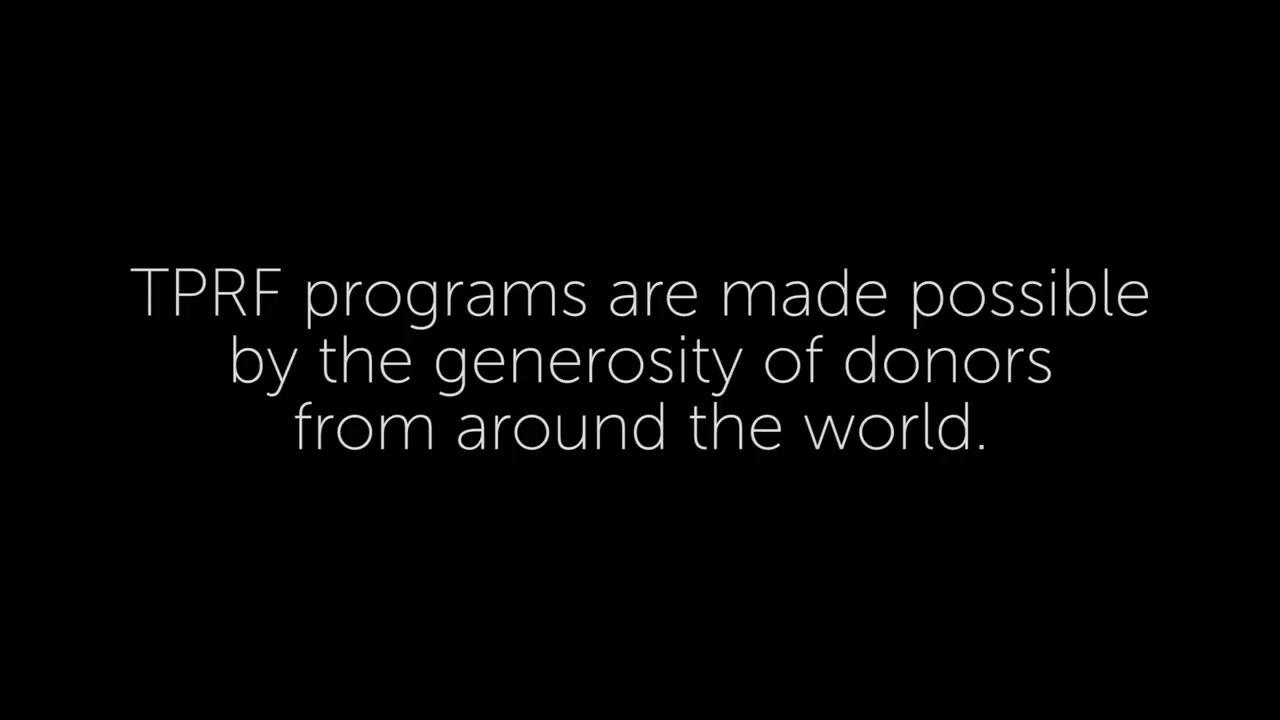 TPRF programs are made possible
by the generosity of donors
from around the world.